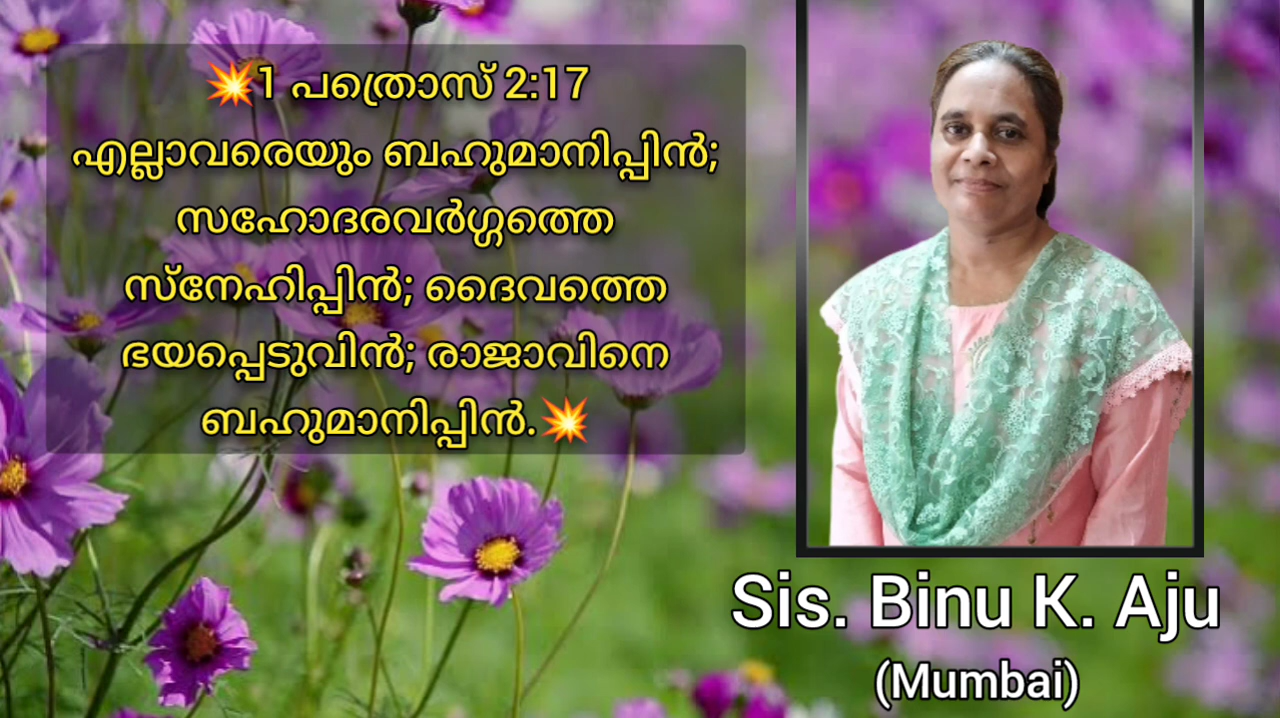 💥1 പത്രൊസ് 2:17
എല്ലാവരെയും ബഹുമാനിപ്പിൻ;
സഹോദരവർഗ്ഗത്തെ
സ്നേഹിപ്പിൻ; ദൈവത്തെ
ഭയപ്പെടുവിൻ; രാജാവിനെ
ബഹുമാനിപ്പിൻ.💥
Sis. Binu K. Aju
(Mumbai)